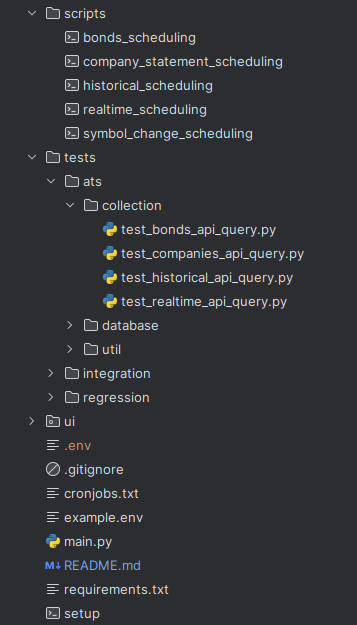 scripts
bonds_scheduling
company_statement_scheduling
historical_scheduling
realtime_scheduling
symbol_change_scheduling
tests
ats
collection
test_bonds_api_query.py
test_companies_api_query.py
test_historical_api_query.py
test_realtime_api_query.py
database
util
integration
regression
ui
.env
.gitignore
cronjobs.txt
example.env
main.py
M↓ README.md
requirements.txt
setup